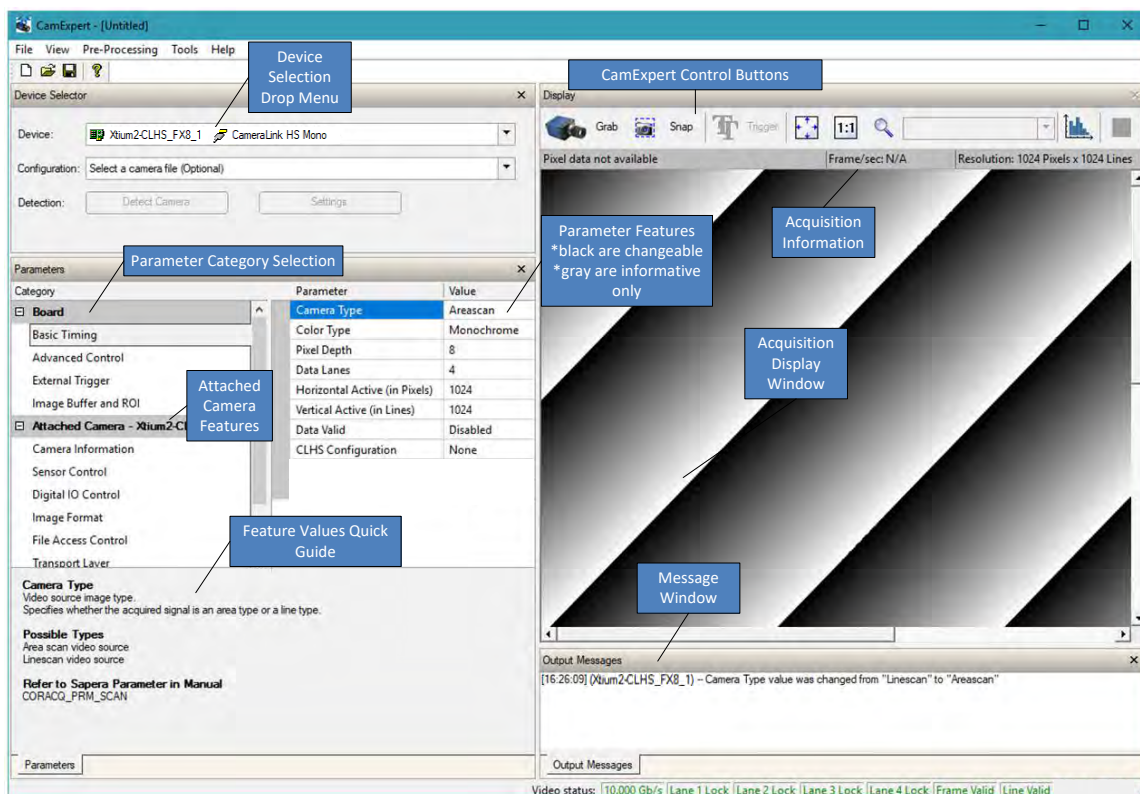 CamExpert - [Untitled]
File View Pre-Processing Tools Help
Device
Selection
Drop Menu
CamExpert Control Buttons
Device Selector
Display
Device: Xtium2-CLHS_FX8_1 CameraLink HS Mono
Grab Snap Trigger 1:1
Configuration: Select a camera file (Optional)
Pixel data not available Frame/sec: N/A Resolution: 1024 Pixels x 1024 Lines
Detection: Detect Camera Settings
Acquisition
Information
Parameter Features
*black are changeable
*gray are informative
only
Parameter Category Selection
Parameters
Category Parameter Value
Board
Basic Timing
Advanced Control
External Trigger
Image Buffer and ROI
Attached Camera - Xtium2-CL
Camera Information
Sensor Control
Digital IO Control
Image Format
File Access Control
Transport Layer
Attached
Camera
Features
Camera Type Areascan
Color Type Monochrome
Pixel Depth 8
Data Lanes 4
Horizontal Active (in Pixels) 1024
Vertical Active (in Lines) 1024
Data Valid Disabled
CLHS Configuration None
Acquisition
Display
Window
Feature Values Quick
Guide
Camera Type
Video source image type.
Specifies whether the acquired signal is an area type or a line type.
Possible Types
Area scan video source
Linescan video source
Refer to Sapera Parameter in Manual
CORACQ_PRM_SCAN
Message
Window
Output Messages
[16:26:09] (Xtium2-CLHS_FX8_1) -- Camera Type value was changed from "Linescan" to "Areascan"
Parameters
Output Messages
Video status: 10.000 Gb/s Lane 1 Lock Lane 2 Lock Lane 3 Lock Lane 4 Lock Frame Valid Line Valid